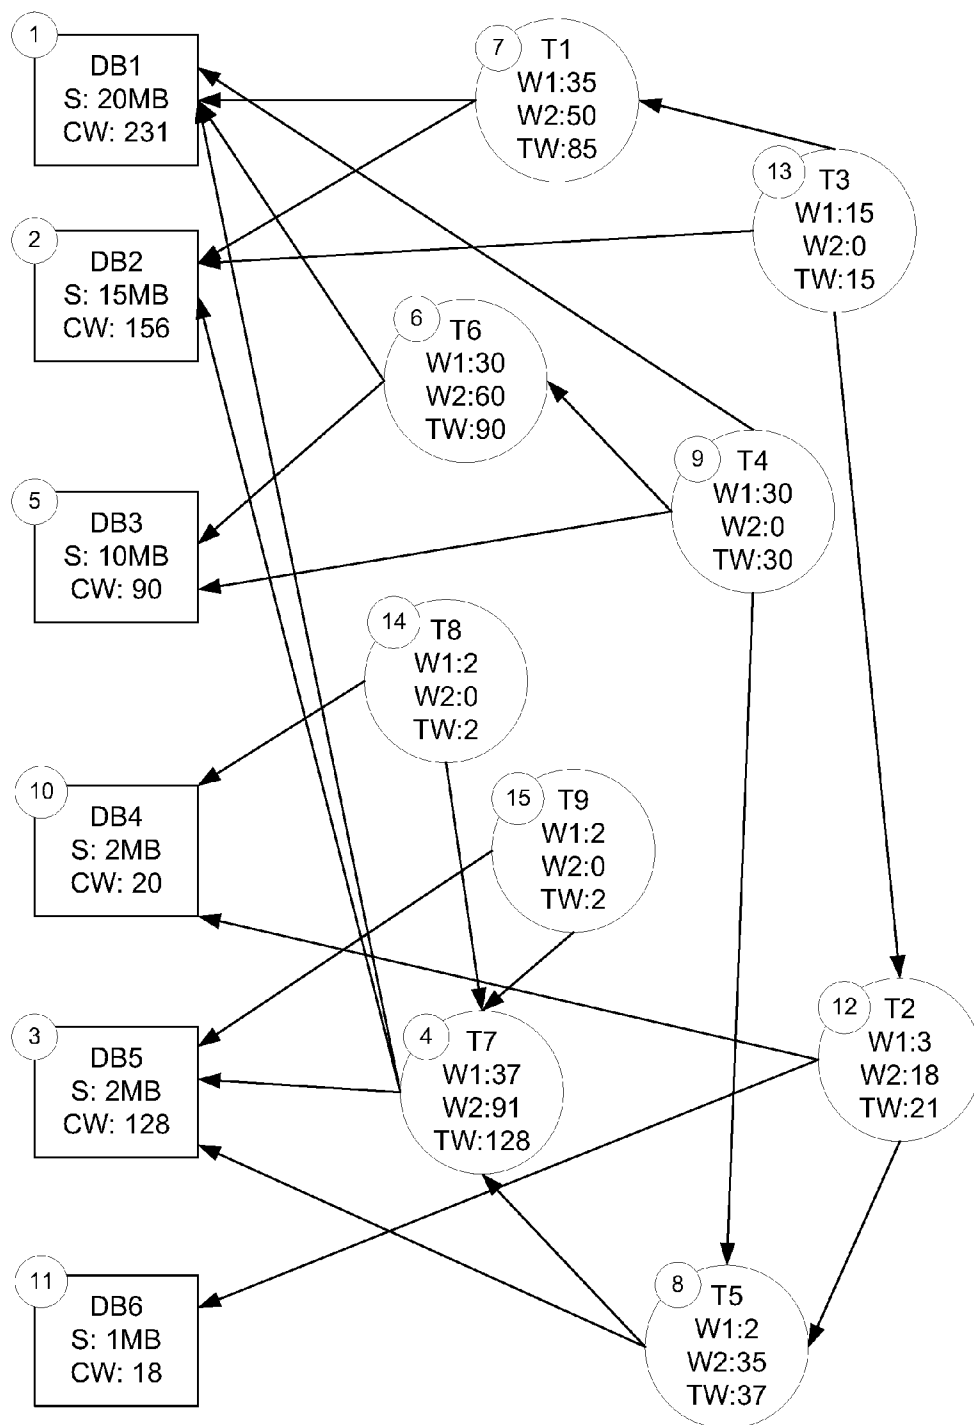 1
DB1
S: 20MB
CW: 231
7
T1
W1:35
W2:50
TW:85
13
T3
W1:15
W2:0
TW:15
2
DB2
S: 15MB
CW: 156
6
T6
W1:30
W2:60
TW:90
9
T4
W1:30
W2:0
TW:30
5
DB3
S: 10MB
CW: 90
14
T8
W1:2
W2:0
TW:2
10
DB4
S: 2MB
CW: 20
15
T9
W1:2
W2:0
TW:2
12
T2
W1:3
W2:18
TW:21
3
DB5
S: 2MB
CW: 128
4
T7
W1:37
W2:91
TW:128
11
DB6
S: 1MB
CW: 18
8
T5
W1:2
W2:35
TW:37